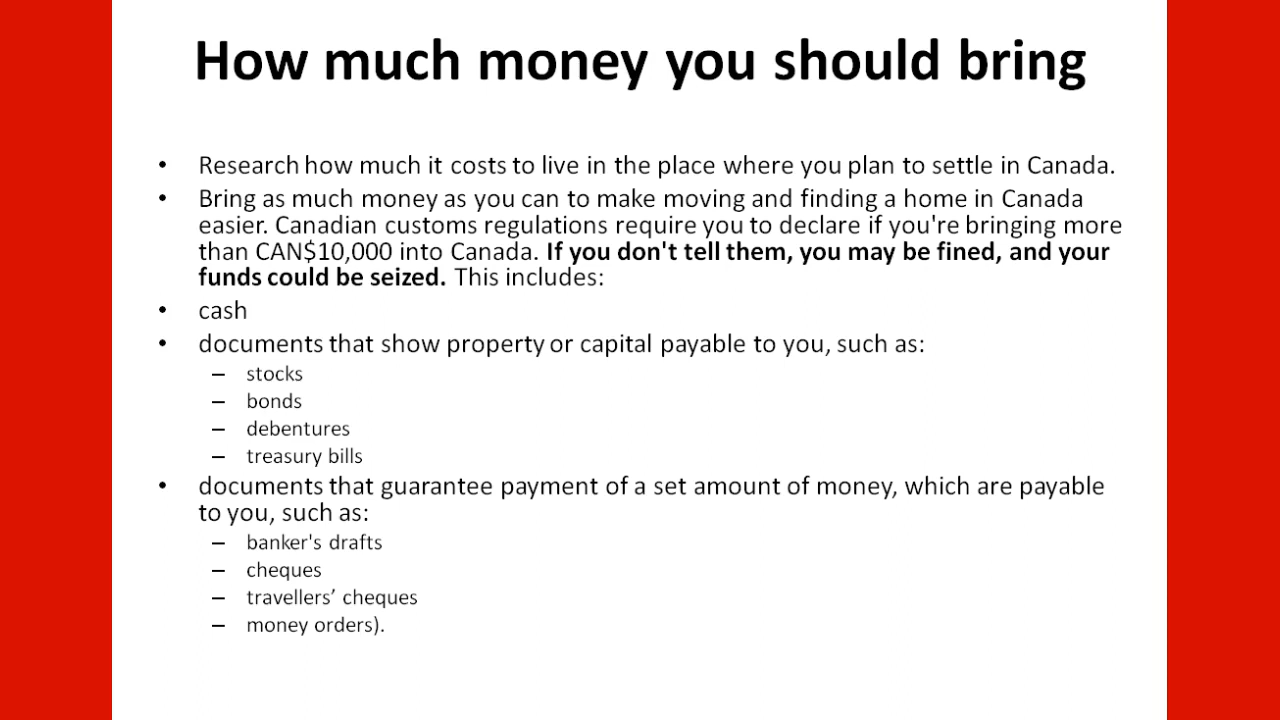 How much money you should bring
• Research how much it costs to live in the place where you plan to settle in Canada.
• Bring as much money as you can to make moving and finding a home in Canada
easier. Canadian customs regulations require you to declare if you're bringing more
than CAN$10,000 into Canada. If you don't tell them, you may be fined, and your
funds could be seized. This includes:
• cash
• documents that show property or capital payable to you, such as:
– stocks
– bonds
– debentures
– treasury bills
• documents that guarantee payment of a set amount of money, which are payable
to you, such as:
– banker's drafts
– cheques
– travellers’ cheques
– money orders).